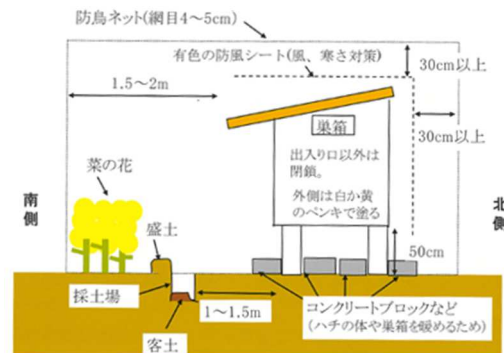 防鳥ネット(網目4～5cm)
有色の防風シート(風、寒さ対策)
30cm以上
1.5～2m
30cm以上
巣箱
出入り口以外は
閉鎖。
外側は白か黄
のペンキで塗る
菜の花
南側
北側
盛土
50cm
採土場
1～1.5m
コンクリートブロックなど
(ハチの体や巣箱を暖めるため)
客土